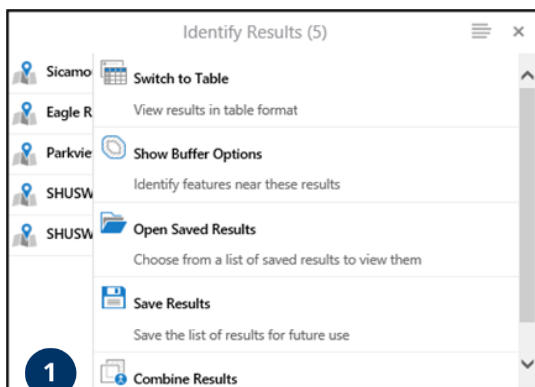 Identify Results (5)
Sicamo
Eagle R
Parkvie
SHUSW
SHUSW
Switch to Table
View results in table format
Show Buffer Options
Identify features near these results
Open Saved Results
Choose from a list of saved results to view them
Save Results
Save the list of results for future use
Combine Results
1